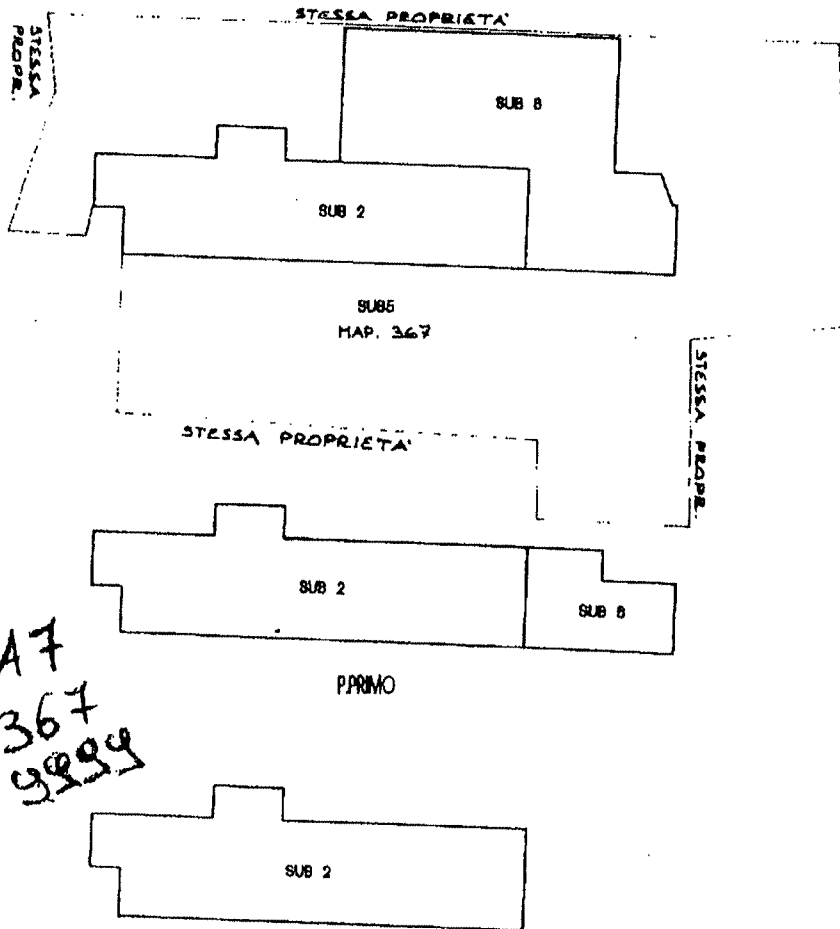 STESSA PROPRIETA'
STESSA
PROPR.
SUB 8
SUB 2
SUB5
MAP. 367
STESSA PROPR.
STESSA PROPRIETA'
SUB 2
SUB 8
P.PRIMO
A7
367
9999
SUB 2